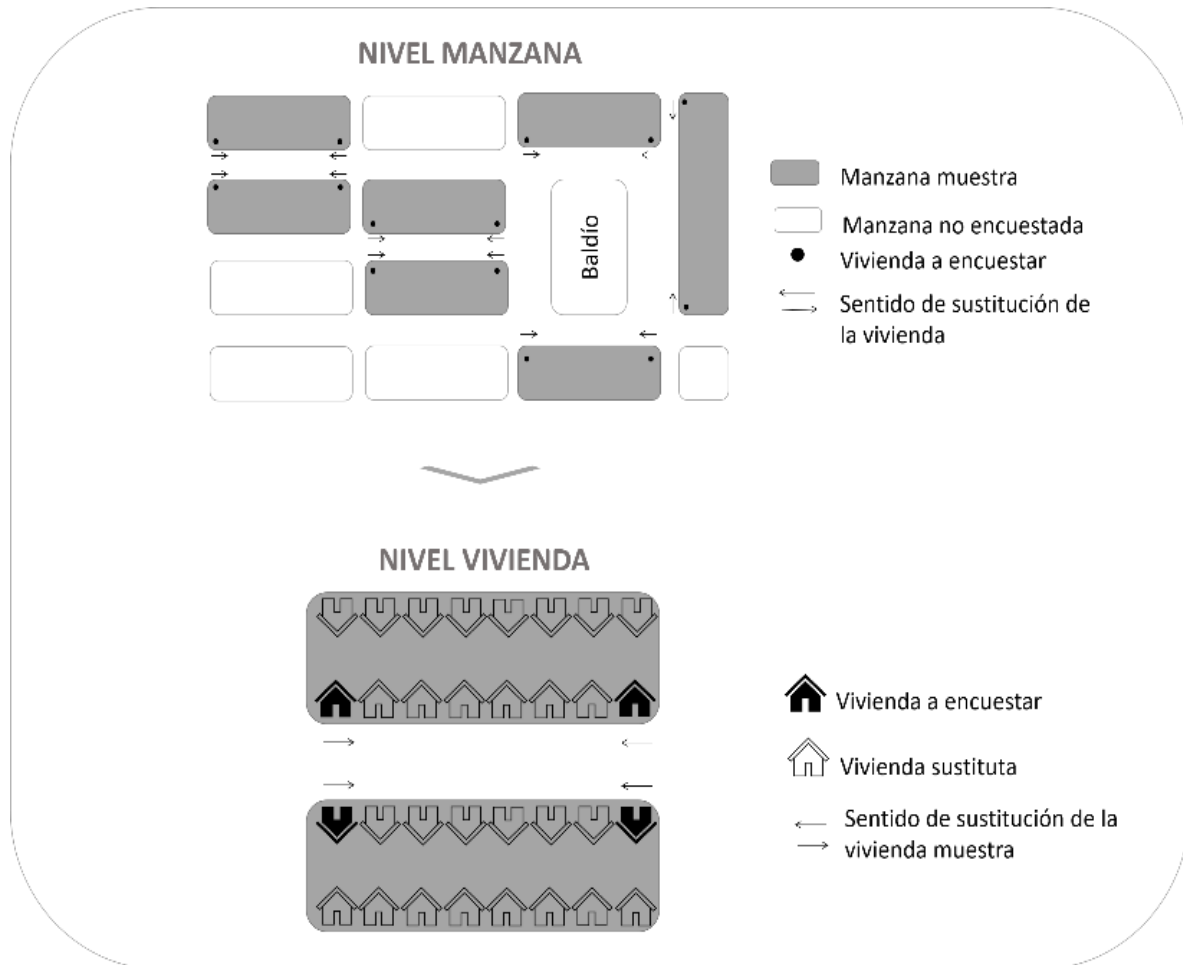 NIVEL MANZANA
Baldío
Manzana muestra
Manzana no encuestada
Vivienda a encuestar
Sentido de sustitución de
la vivienda
NIVEL VIVIENDA
Vivienda a encuestar
Vivienda sustituta
Sentido de sustitución de la
vivienda muestra